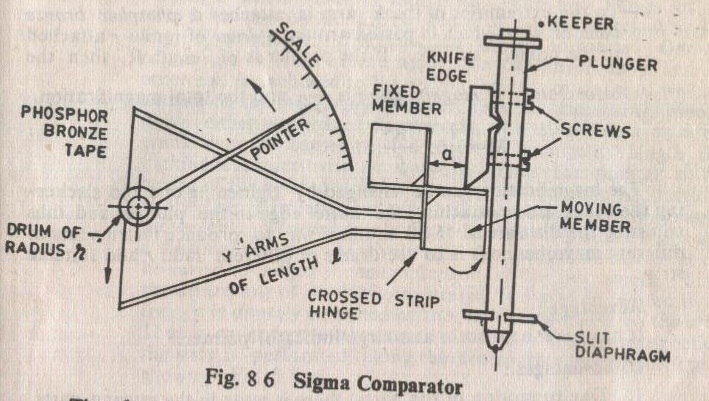 .KEEPER
SCALE
KNIFE
EDGE
PLUNGER
FIXED
MEMBER
PHOSPHOR
BRONZE
TAPE
POINTER
SCREWS
a
DRUM OF
RADIUS r
Y' ARMS
OF LENGTH l
MOVING
MEMBER
CROSSED STRIP
HINGE
SLIT
DIAPHRAGM
Fig. 8 6 Sigma Comparator